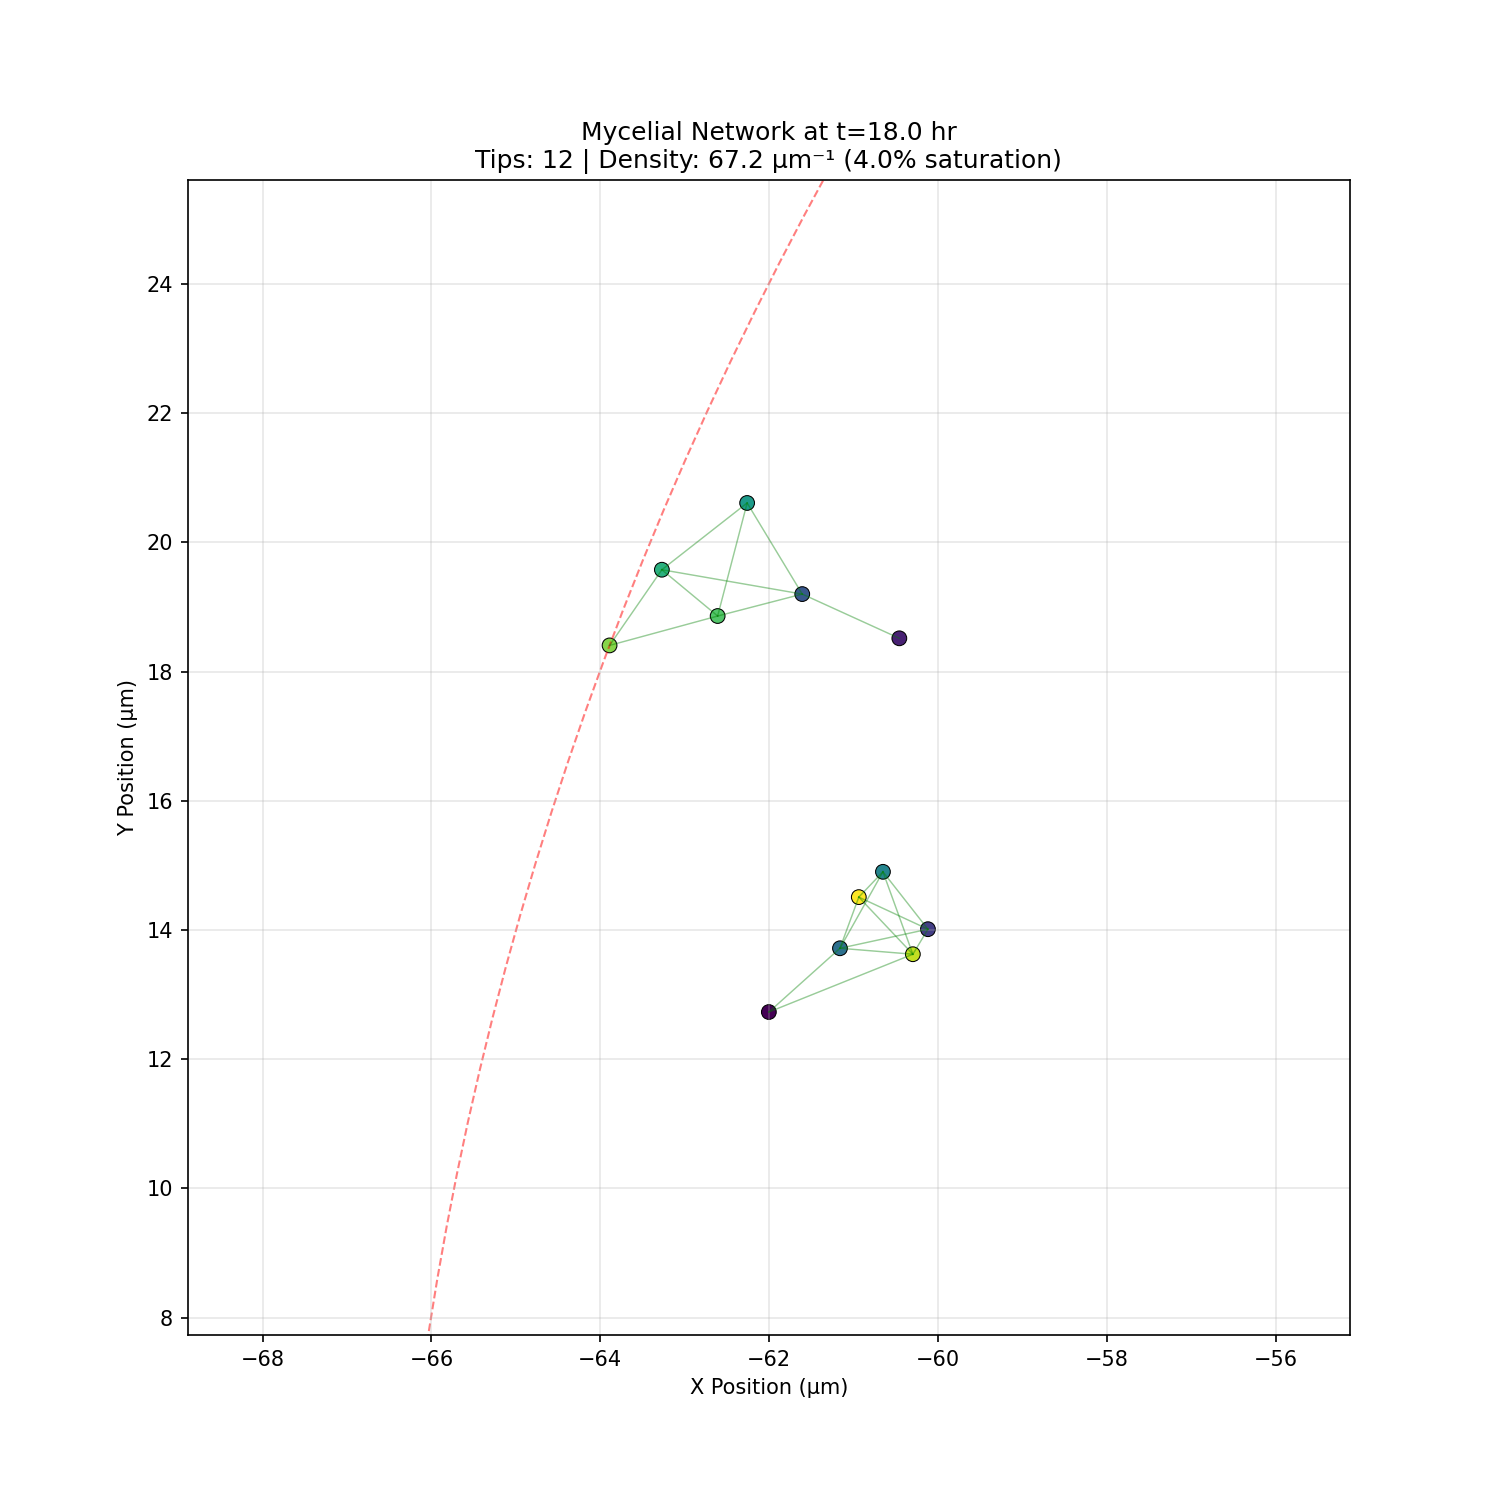 Mycelial Network at t=18.0 hr
Tips: 12 | Density: 67.2 µm⁻¹ (4.0% saturation)
24
22
20
18
16
14
12
10
8
Y Position (µm)
−68 −66 −64 −62 −60 −58 −56
X Position (µm)